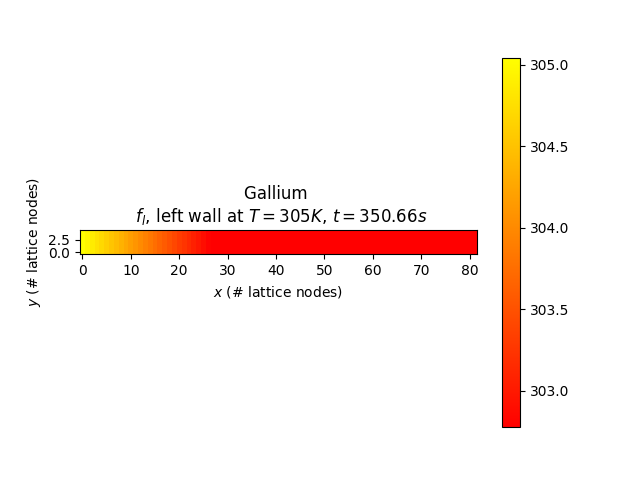 Gallium
f_l, left wall at T = 305K, t = 350.66s
y (# lattice nodes)
2.5
0.0
0 10 20 30 40 50 60 70 80
x (# lattice nodes)
305.0
304.5
304.0
303.5
303.0